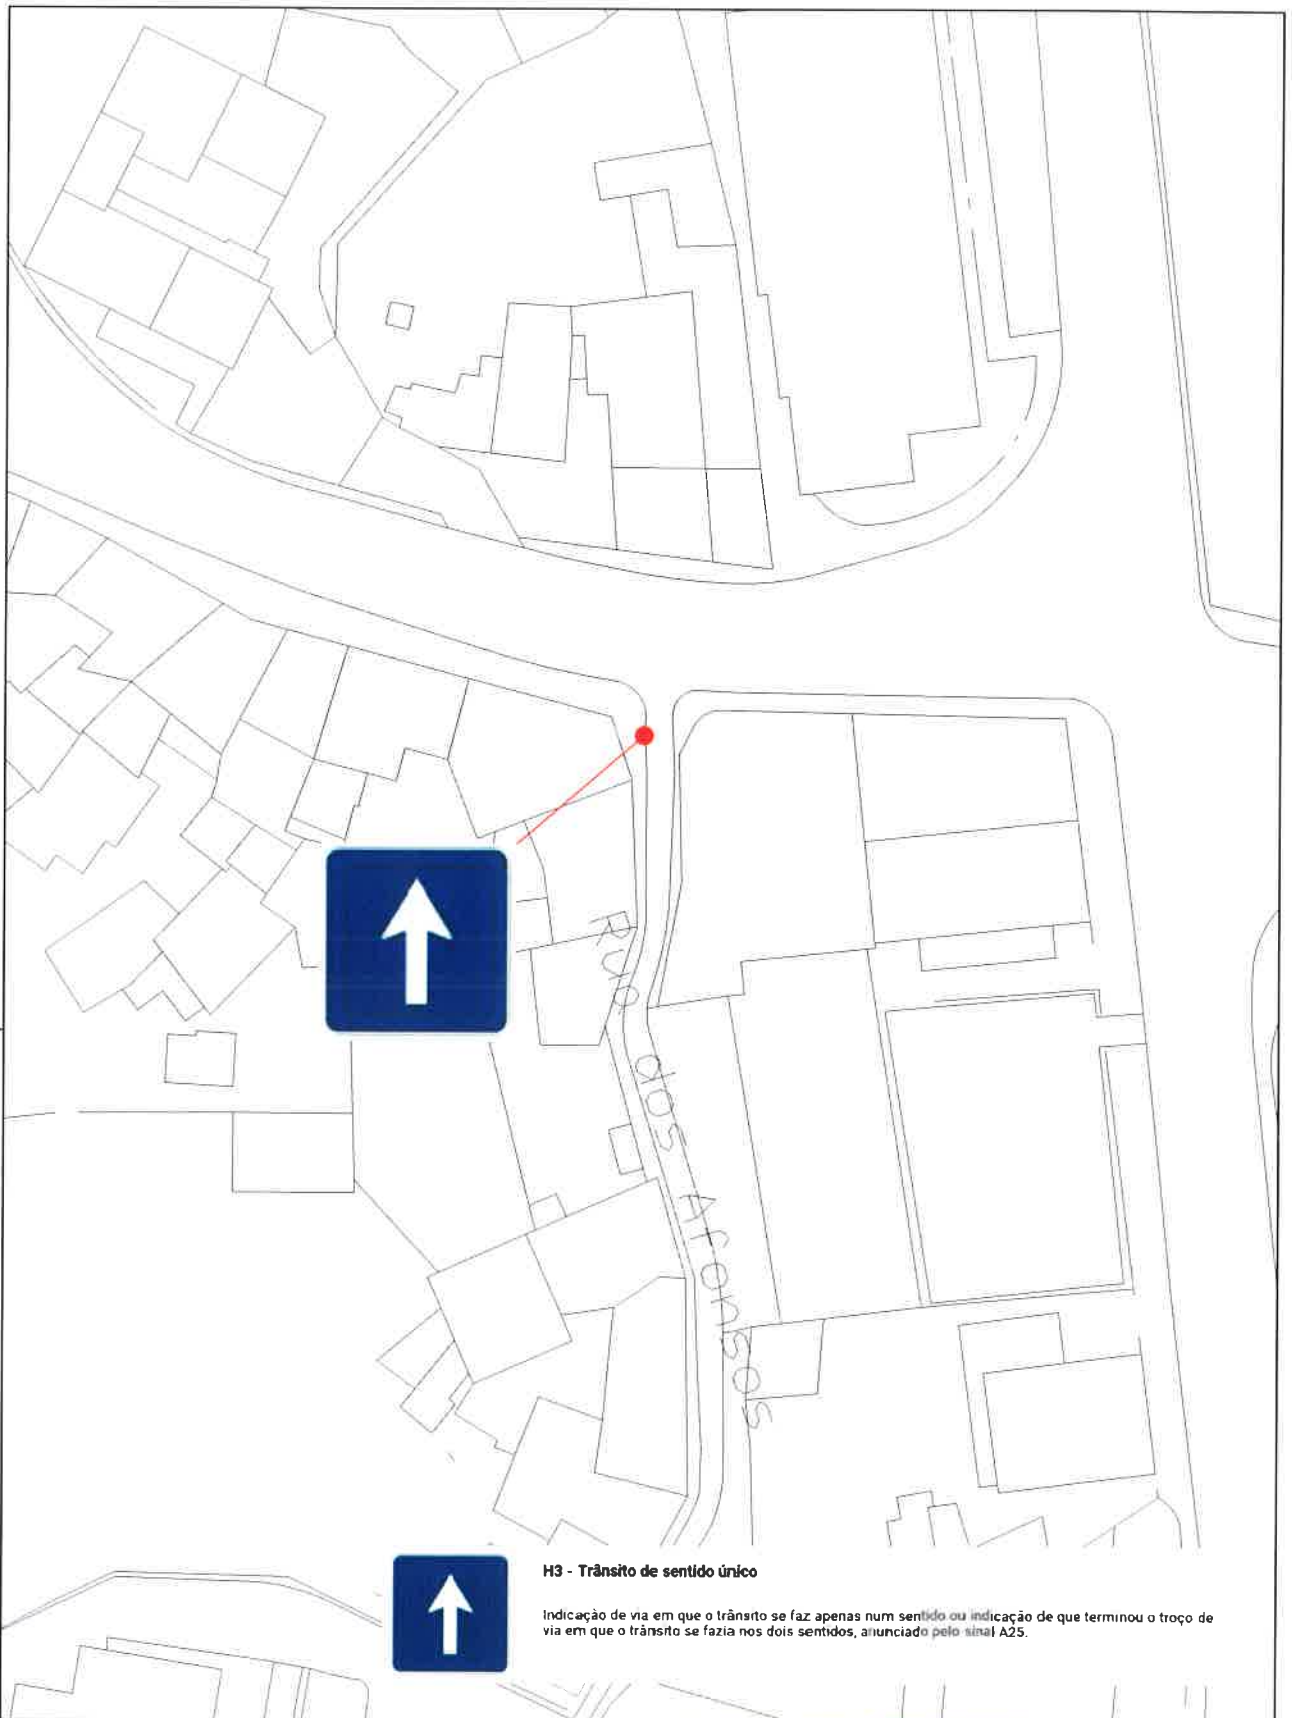 Rua dos Afonsos
H3 - Trânsito de sentido único
Indicação de via em que o trânsito se faz apenas num sentido ou indicação de que terminou o troço de
via em que o trânsito se fazia nos dois sentidos, anunciado pelo sinal A25.